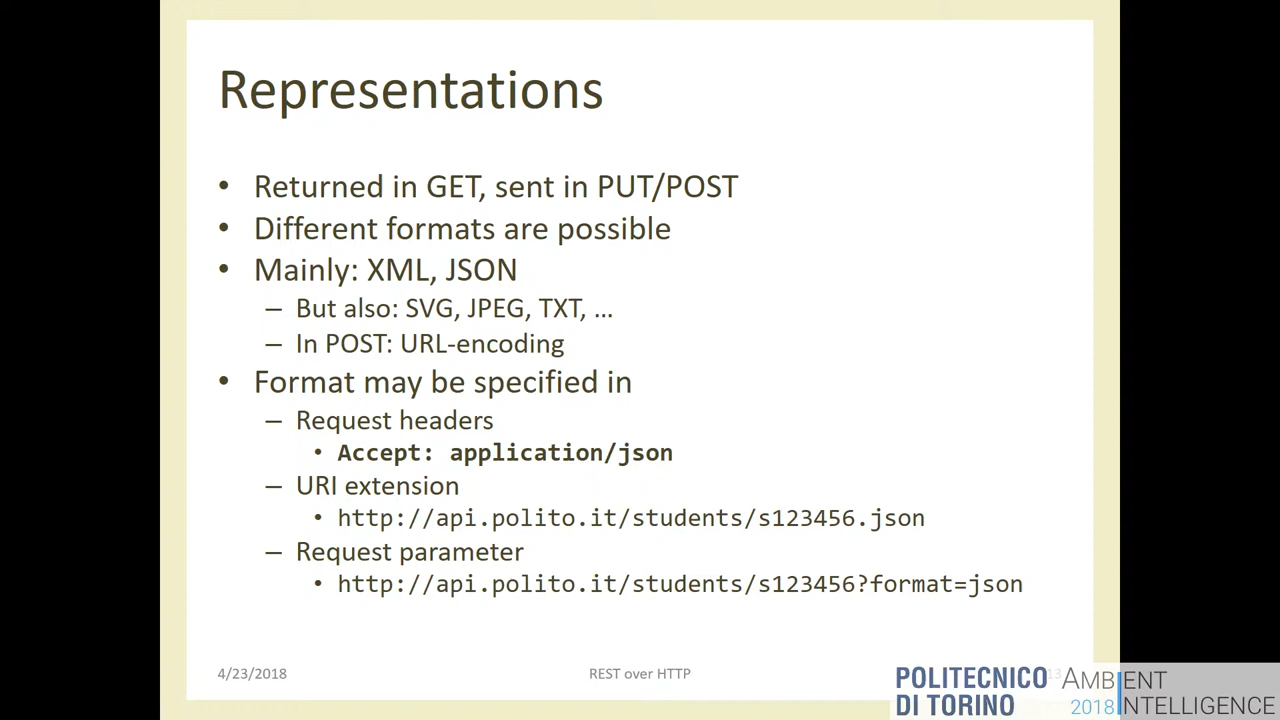 Representations
• Returned in GET, sent in PUT/POST
• Different formats are possible
• Mainly: XML, JSON
– But also: SVG, JPEG, TXT, …
– In POST: URL-encoding
• Format may be specified in
– Request headers
• Accept: application/json
– URI extension
• http://api.polito.it/students/s123456.json
– Request parameter
• http://api.polito.it/students/s123456?format=json
4/23/2018
REST over HTTP
13
POLITECNICO
DI TORINO
AMBIENT
2018 INTELLIGENCE